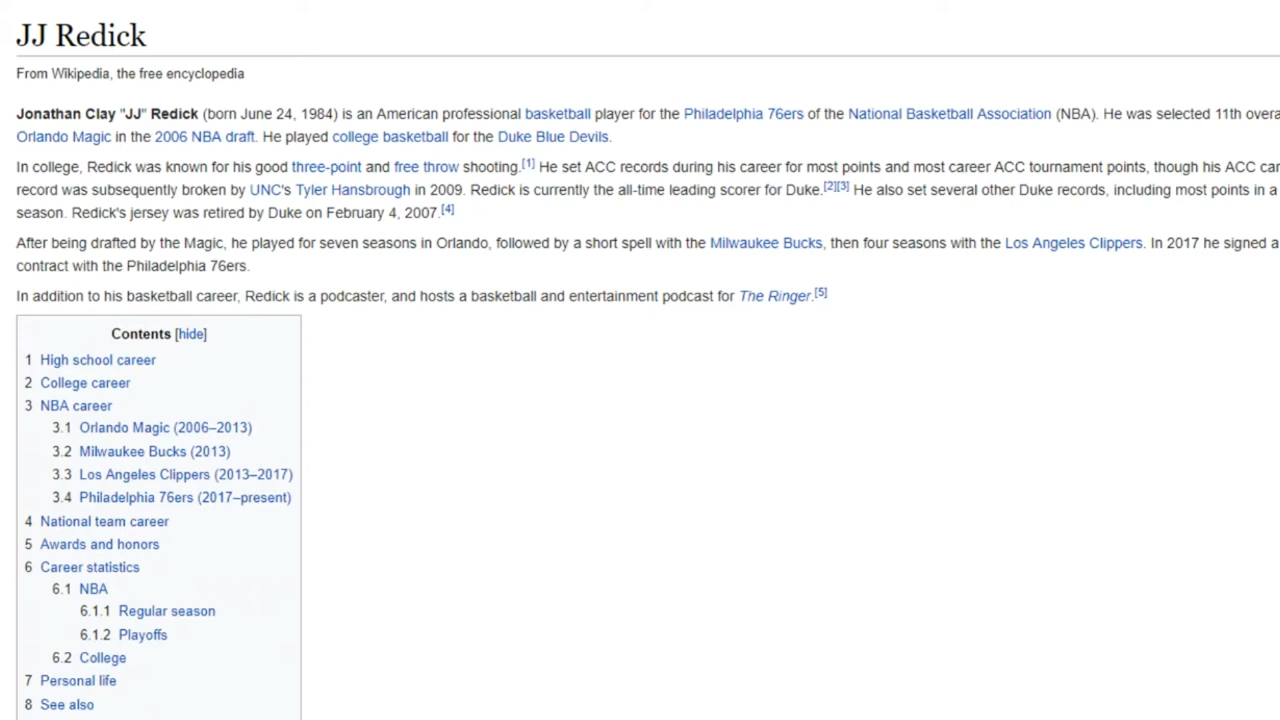 JJ Redick
From Wikipedia, the free encyclopedia
Jonathan Clay "JJ" Redick (born June 24, 1984) is an American professional basketball player for the Philadelphia 76ers of the National Basketball Association (NBA). He was selected 11th
Orlando Magic in the 2006 NBA draft. He played college basketball for the Duke Blue Devils.
In college, Redick was known for his good three-point and free throw shooting.[1] He set ACC records during his career for most points and most career ACC tournament points, though his ACC
record was subsequently broken by UNC's Tyler Hansbrough in 2009. Redick is currently the all-time leading scorer for Duke.[2][3] He also set several other Duke records, including most points in a
season. Redick's jersey was retired by Duke on February 4, 2007.[4]
After being drafted by the Magic, he played for seven seasons in Orlando, followed by a short spell with the Milwaukee Bucks, then four seasons with the Los Angeles Clippers. In 2017 he signed a
contract with the Philadelphia 76ers.
In addition to his basketball career, Redick is a podcaster, and hosts a basketball and entertainment podcast for The Ringer.[5]
Contents [hide]
1 High school career
2 College career
3 NBA career
3.1 Orlando Magic (2006–2013)
3.2 Milwaukee Bucks (2013)
3.3 Los Angeles Clippers (2013–2017)
3.4 Philadelphia 76ers (2017–present)
4 National team career
5 Awards and honors
6 Career statistics
6.1 NBA
6.1.1 Regular season
6.1.2 Playoffs
6.2 College
7 Personal life
8 See also